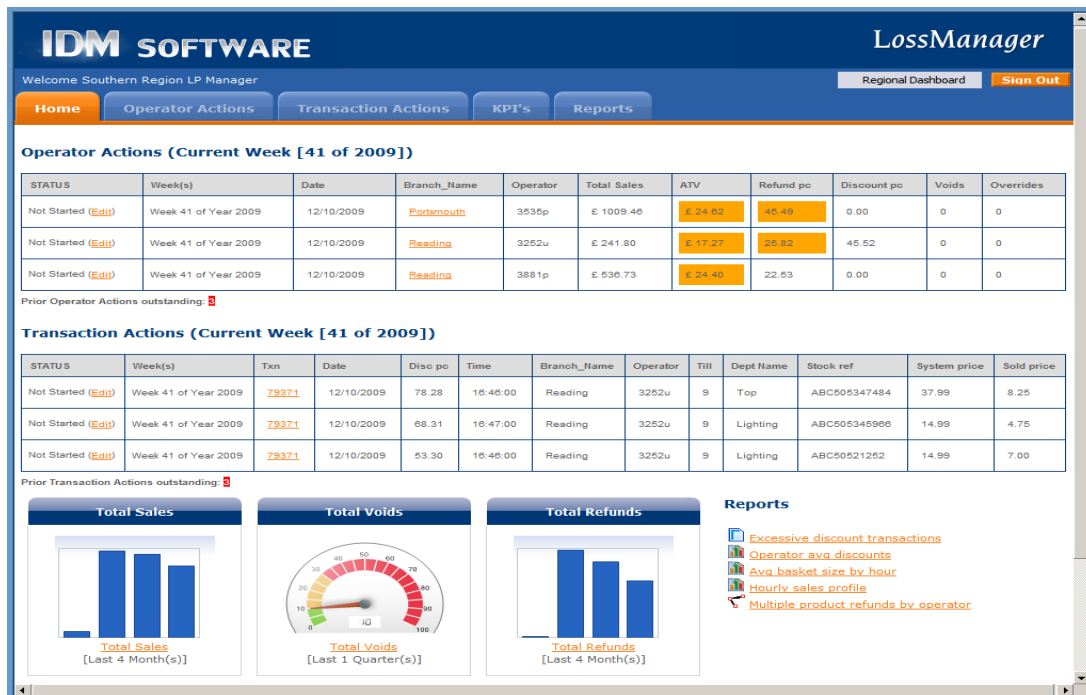 IDM SOFTWARE
LossManager
Welcome Southern Region LP Manager
Regional Dashboard
Sign Out
Home Operator Actions Transaction Actions KPI's Reports
Operator Actions (Current Week [41 of 2009])
STATUS Week(s) Date Branch_Name Operator Total Sales ATV Refund pc Discount pc Voids Overrides
Not Started (Edit) Week 41 of Year 2009 12/10/2009 Portsmouth 3535p £ 1009.46 £ 24.62 45.49 0.00 0 0
Not Started (Edit) Week 41 of Year 2009 12/10/2009 Reading 3252u £ 241.80 £ 17.27 25.82 45.52 0 0
Not Started (Edit) Week 41 of Year 2009 12/10/2009 Reading 3881p £ 536.73 £ 24.40 22.53 0.00 0 0
Prior Operator Actions outstanding: 3
Transaction Actions (Current Week [41 of 2009])
STATUS Week(s) Txn Date Disc pc Time Branch_Name Operator Till Dept Name Stock ref System price Sold price
Not Started (Edit) Week 41 of Year 2009 79371 12/10/2009 78.28 16:46:00 Reading 3252u 9 Top ABC505347484 37.99 8.25
Not Started (Edit) Week 41 of Year 2009 79371 12/10/2009 68.31 16:47:00 Reading 3252u 9 Lighting ABC505345966 14.99 4.75
Not Started (Edit) Week 41 of Year 2009 79371 12/10/2009 53.30 16:46:00 Reading 3252u 9 Lighting ABC50521252 14.99 7.00
Prior Transaction Actions outstanding: 3
Total Sales
Total Sales
[Last 4 Month(s)]
Total Voids
0 10 20 30 40 50 60 70 80 90 100
10
Total Voids
[Last 1 Quarter(s)]
Total Refunds
Total Refunds
[Last 4 Month(s)]
Reports
Excessive discount transactions
Operator avg discounts
Avg basket size by hour
Hourly sales profile
Multiple product refunds by operator